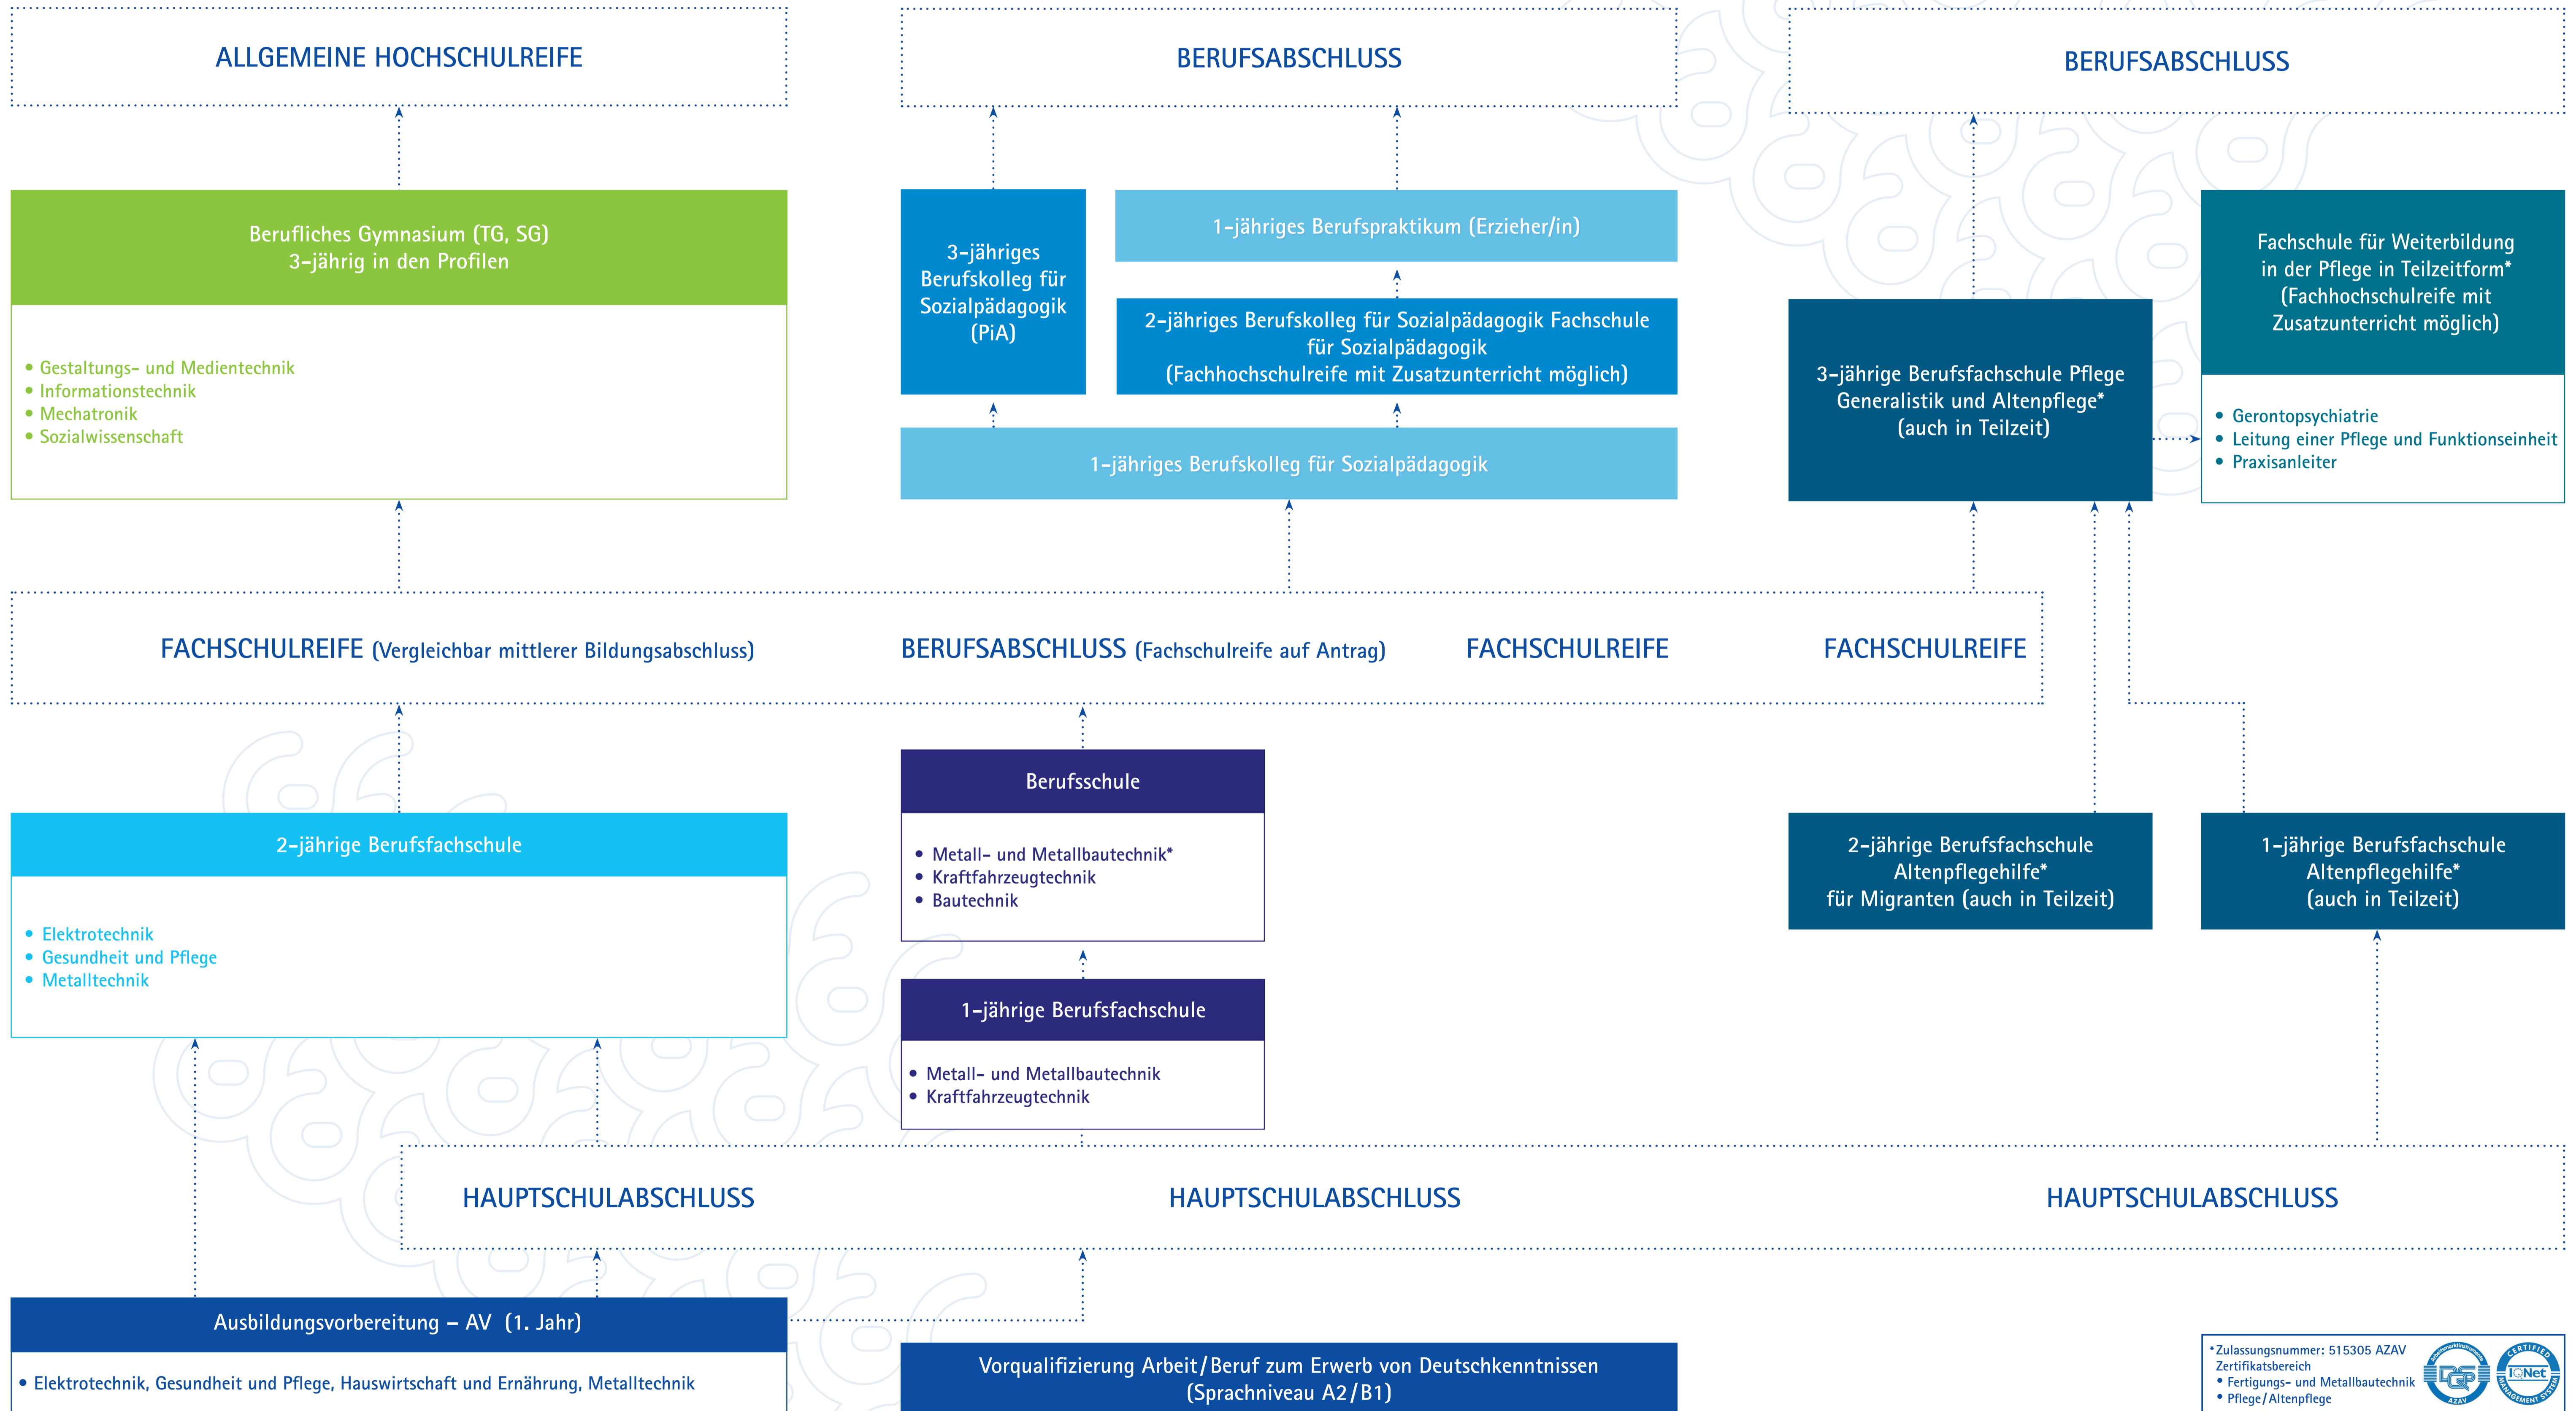 ALLGEMEINE HOCHSCHULREIFE
BERUFSABSCHLUSS
BERUFSABSCHLUSS
Berufliches Gymnasium (TG, SG)
3-jährig in den Profilen
• Gestaltungs- und Medientechnik
• Informationstechnik
• Mechatronik
• Sozialwissenschaft
3-jähriges
Berufskolleg für
Sozialpädagogik
(PiA)
1-jähriges Berufspraktikum (Erzieher/in)
2-jähriges Berufskolleg für Sozialpädagogik Fachschule
für Sozialpädagogik
(Fachhochschulreife mit Zusatzunterricht möglich)
1-jähriges Berufskolleg für Sozialpädagogik
3-jährige Berufsfachschule Pflege
Generalistik und Altenpflege*
(auch in Teilzeit)
Fachschule für Weiterbildung
in der Pflege in Teilzeitform*
(Fachhochschulreife mit
Zusatzunterricht möglich)
• Gerontopsychiatrie
• Leitung einer Pflege und Funktionseinheit
• Praxisanleiter
FACHSCHULREIFE (Vergleichbar mittlerer Bildungsabschluss)
BERUFSABSCHLUSS (Fachschulreife auf Antrag)
FACHSCHULREIFE
FACHSCHULREIFE
2-jährige Berufsfachschule
• Elektrotechnik
• Gesundheit und Pflege
• Metalltechnik
Berufsschule
• Metall- und Metallbautechnik*
• Kraftfahrzeugtechnik
• Bautechnik
1-jährige Berufsfachschule
• Metall- und Metallbautechnik
• Kraftfahrzeugtechnik
2-jährige Berufsfachschule
Altenpflegehilfe*
für Migranten (auch in Teilzeit)
1-jährige Berufsfachschule
Altenpflegehilfe*
(auch in Teilzeit)
HAUPTSCHULABSCHLUSS
HAUPTSCHULABSCHLUSS
HAUPTSCHULABSCHLUSS
Ausbildungsvorbereitung – AV (1. Jahr)
• Elektrotechnik, Gesundheit und Pflege, Hauswirtschaft und Ernährung, Metalltechnik
Vorqualifizierung Arbeit/Beruf zum Erwerb von Deutschkenntnissen
(Sprachniveau A2/B1)
*Zulassungsnummer: 515305 AZAV
Zertifikatsbereich
• Fertigungs- und Metallbautechnik
• Pflege/Altenpflege
DQS
AZAV
CERTIFIED
IQNet
MANAGEMENT SYSTEM